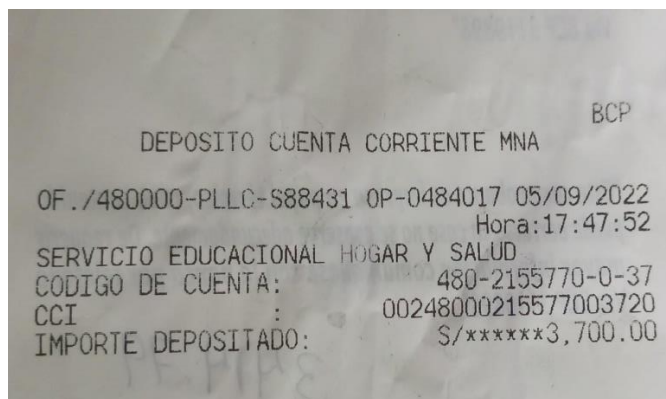 BCP
DEPOSITO CUENTA CORRIENTE MNA
OF./480000-PLLC-S88431 OP-0484017 05/09/2022
Hora:17:47:52
SERVICIO EDUCACIONAL HOGAR Y SALUD
CODIGO DE CUENTA: 480-2155770-0-37
CCI : 00248000215577003720
IMPORTE DEPOSITADO: S/******3,700.00